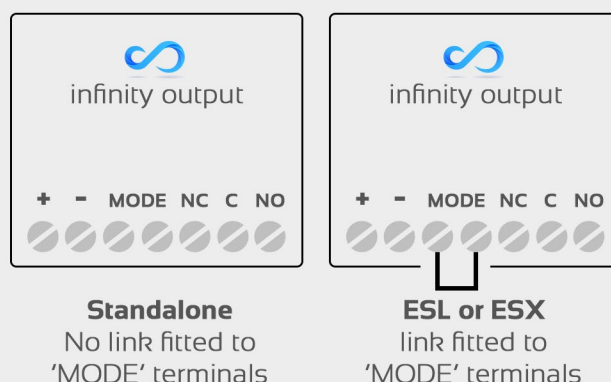 infinity output
+ - MODE NC C NO
Standalone
No link fitted to
'MODE' terminals
infinity output
+ - MODE NC C NO
ESL or ESX
link fitted to
'MODE' terminals